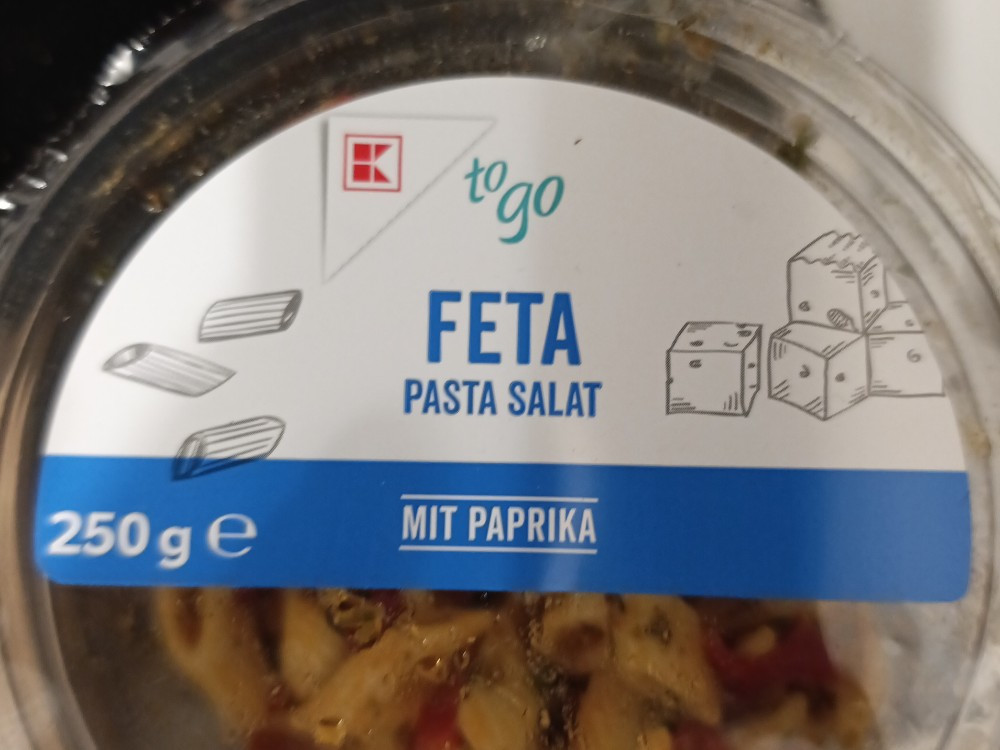 K
to go
FETA
PASTA SALAT
MIT PAPRIKA
250 g ℮